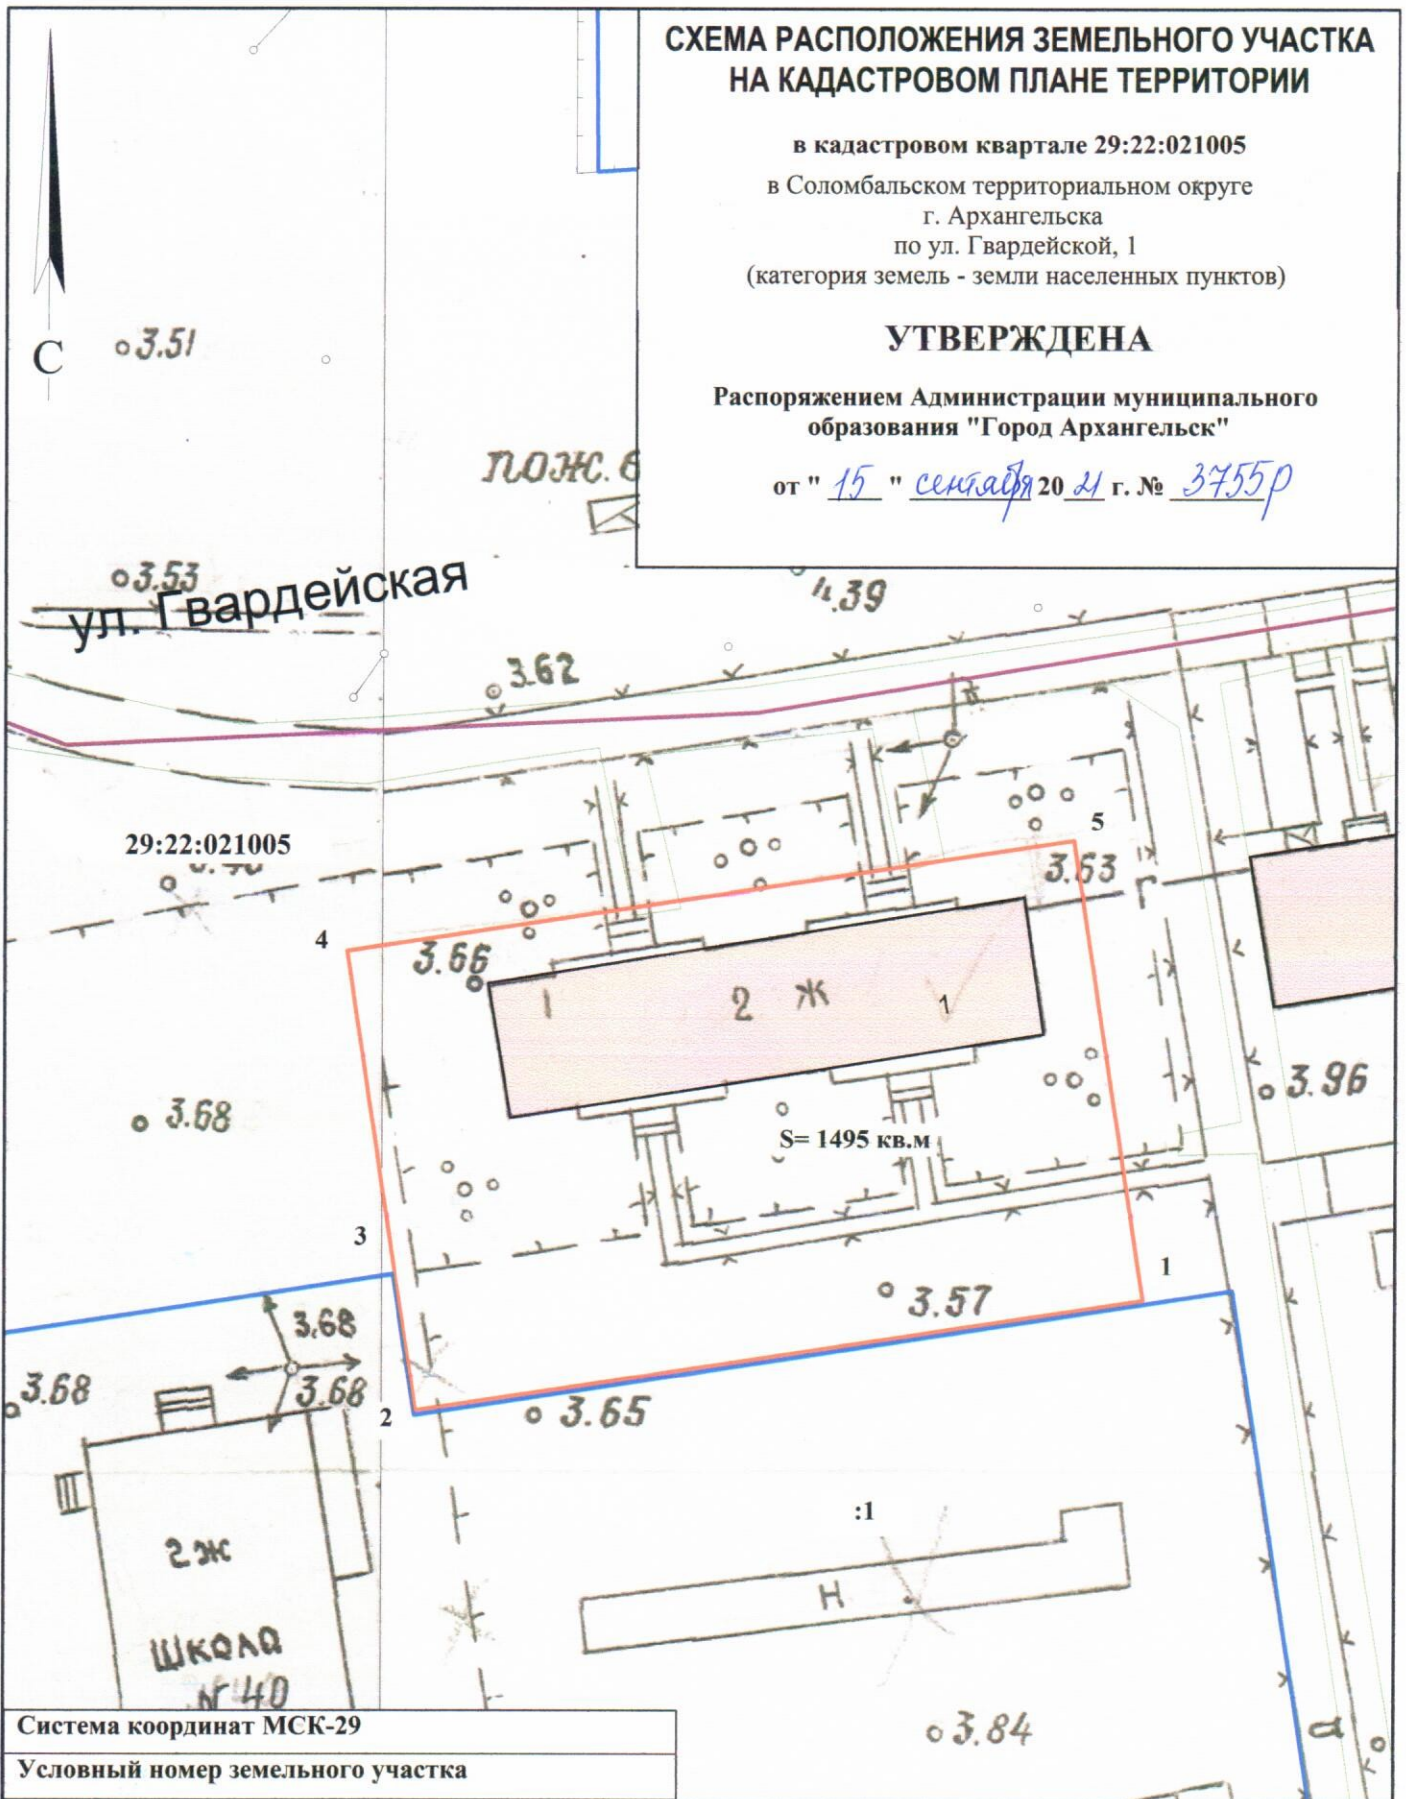 СХЕМА РАСПОЛОЖЕНИЯ ЗЕМЕЛЬНОГО УЧАСТКА
НА КАДАСТРОВОМ ПЛАНЕ ТЕРРИТОРИИ
в кадастровом квартале 29:22:021005
в Соломбальском территориальном округе
г. Архангельска
по ул. Гвардейской, 1
(категория земель - земли населенных пунктов)
УТВЕРЖДЕНА
Распоряжением Администрации муниципального
образования "Город Архангельск"
от " 15 " сентября 20 21 г. № 3755р
С
3.51
пож.
3.53
ул. Гвардейская
4.39
3.62
29:22:021005
5
3.63
4
3.66
1
2 Ж
1
3.96
3.68
S= 1495 кв.м
3
1
3.57
3.68
3.68
3.68
2
3.65
:1
2 Ж
Н
школа
№ 40
3.84
Система координат МСК-29
Условный номер земельного участка